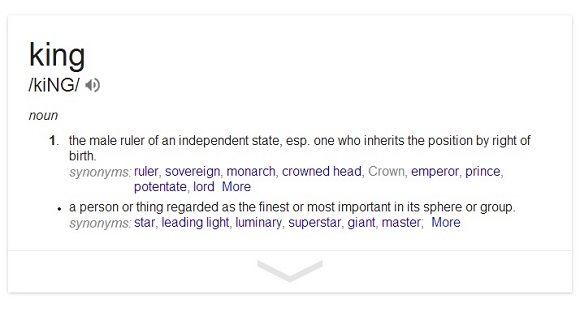 king
/kiNG/
noun
1. the male ruler of an independent state, esp. one who inherits the position by right of
birth.
synonyms: ruler, sovereign, monarch, crowned head, Crown, emperor, prince,
potentate, lord More
• a person or thing regarded as the finest or most important in its sphere or group.
synonyms: star, leading light, luminary, superstar, giant, master; More